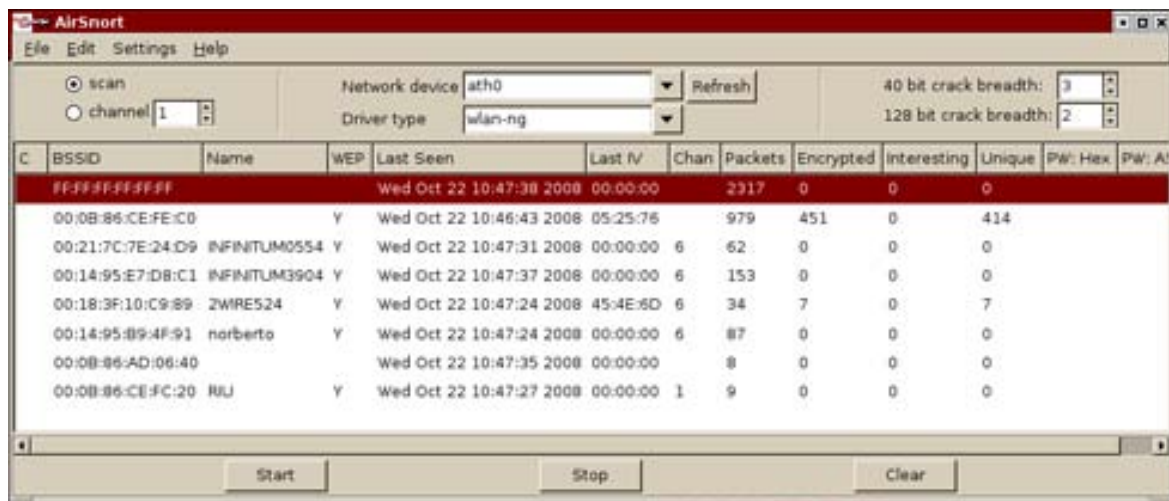 AirSnort
File Edit Settings Help
scan
channel 1
Network device ath0
Refresh
Driver type wlan-ng
40 bit crack breadth: 3
128 bit crack breadth: 2
C BSSID Name WEP Last Seen Last IV Chan Packets Encrypted Interesting Unique PW: Hex PW: AS
FF:FF:FF:FF:FF:FF Wed Oct 22 10:47:38 2008 00:00:00 2317 0 0 0
00:0B:86:CE:FE:C0 Y Wed Oct 22 10:46:43 2008 05:25:76 979 451 0 414
00:21:7C:7E:24:D9 INFINITUM0554 Y Wed Oct 22 10:47:31 2008 00:00:00 6 62 0 0 0
00:14:95:E7:D8:C1 INFINITUM3904 Y Wed Oct 22 10:47:37 2008 00:00:00 6 153 0 0 0
00:18:3F:10:C9:89 2WIRE524 Y Wed Oct 22 10:47:24 2008 45:4E:6D 6 34 7 0 7
00:14:95:B9:4F:91 norberto Y Wed Oct 22 10:47:24 2008 00:00:00 6 87 0 0 0
00:0B:86:AD:06:40 Wed Oct 22 10:47:35 2008 00:00:00 8 0 0 0
00:0B:86:CE:FC:20 RIU Y Wed Oct 22 10:47:27 2008 00:00:00 1 9 0 0 0
Start Stop Clear